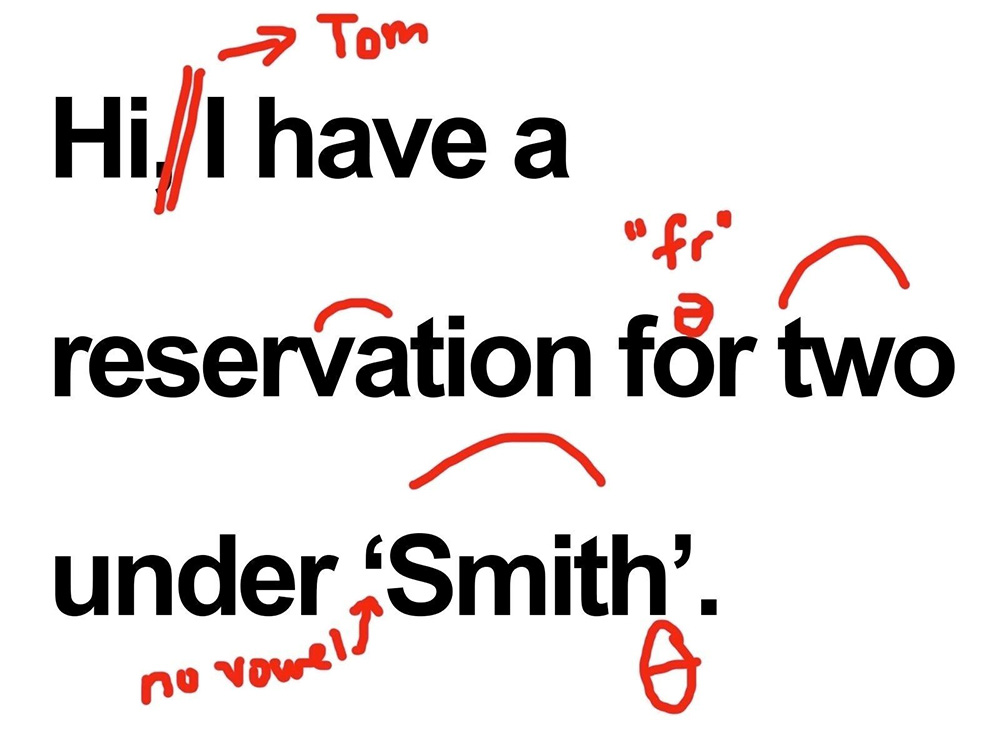 → Tom
Hi, // I have a
"fr"
ə
reservation for two
under ‘Smith’.
no vowel
θ